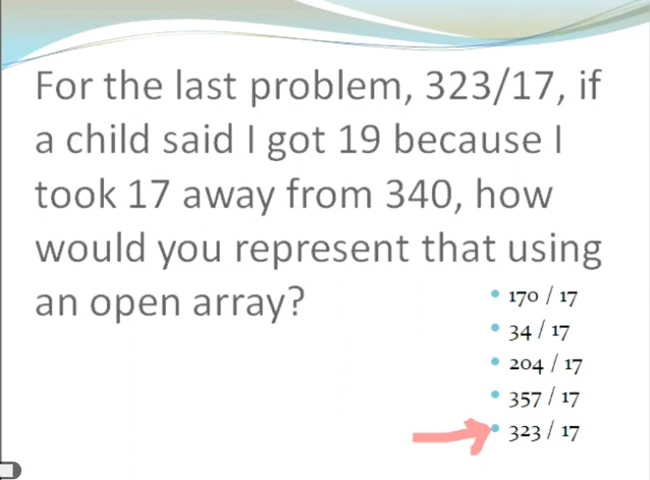 For the last problem, 323/17, if
a child said I got 19 because I
took 17 away from 340, how
would you represent that using
an open array?
• 170 / 17
• 34 / 17
• 204 / 17
• 357 / 17
• 323 / 17